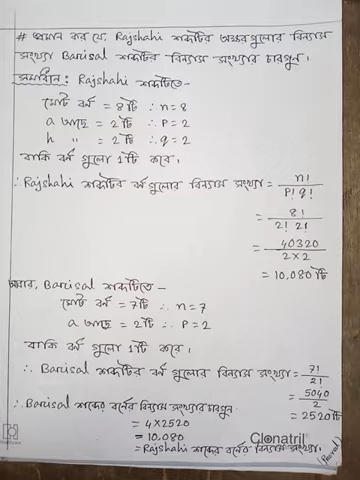 # প্রমান কর যে, Rajshahi শব্দটির অক্ষরগুলোর বিন্যাস
সংখ্যা Barisal শব্দটির বিন্যাস সংখ্যার চারগুন।
সমাধান: Rajshahi শব্দটিতে-
মোট বর্ন = ৪টি ∴ n = 8
a আছে = 2টি ∴ P = 2
h " = 2টি ∴ q = 2
বাকি বর্ন গুলো 1টি করে।
∴ Rajshahi শব্দটির বর্ন গুলোর বিন্যাস সংখ্যা = n! / P! q!
= 8! / 2! 2!
= 40320 / 2 × 2
= 10,080 টি
আবার, Barisal শব্দটিতে -
মোট বর্ন = 7টি ∴ n = 7
a আছে = 2টি ∴ P = 2
বাকি বর্ন গুলো 1টি করে।
∴ Barisal শব্দটির বর্ন গুলোর বিন্যাস সংখ্যা = 7! / 2!
= 5040 / 2
= 2520 টি
∴ Barisal শব্দের বর্নের বিন্যাস সংখ্যার চারগুন
= 4 × 2520
= 10,080
= Rajshahi শব্দের বর্নের বিন্যাস সংখ্যা।
(Proved)
Clonatril